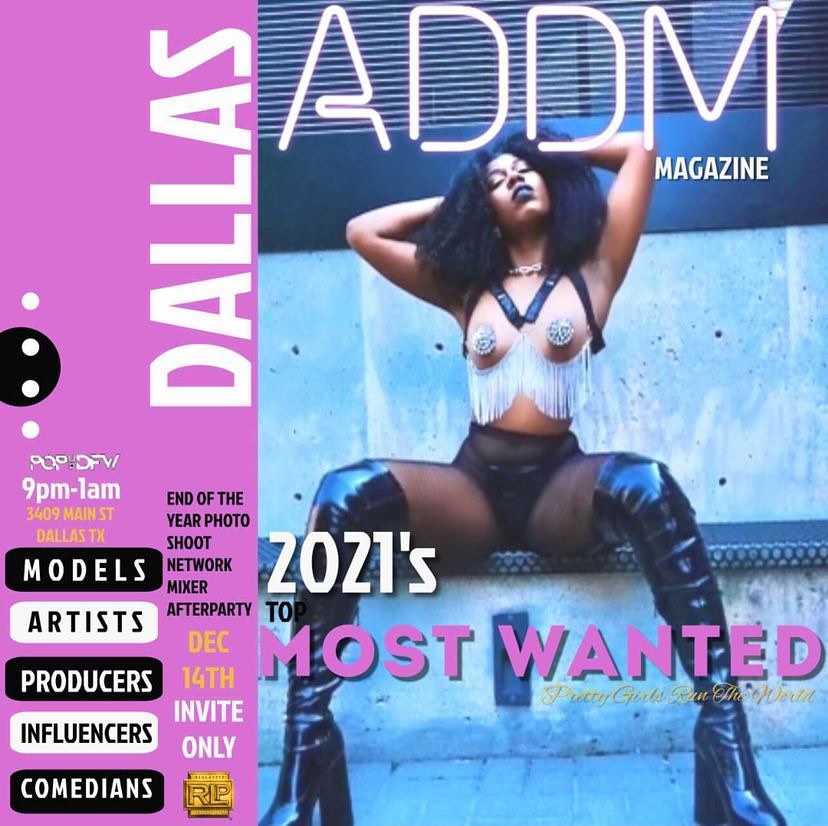 DALLAS
POP UP DFW
9pm-1am
3409 MAIN ST
DALLAS TX
MODELS
ARTISTS
PRODUCERS
INFLUENCERS
COMEDIANS
END OF THE
YEAR PHOTO
SHOOT
NETWORK
MIXER
AFTERPARTY
DEC
14TH
INVITE
ONLY
RLP
ADDM
MAGAZINE
2021's
TOP
MOST WANTED
Pretty Girls Run The World